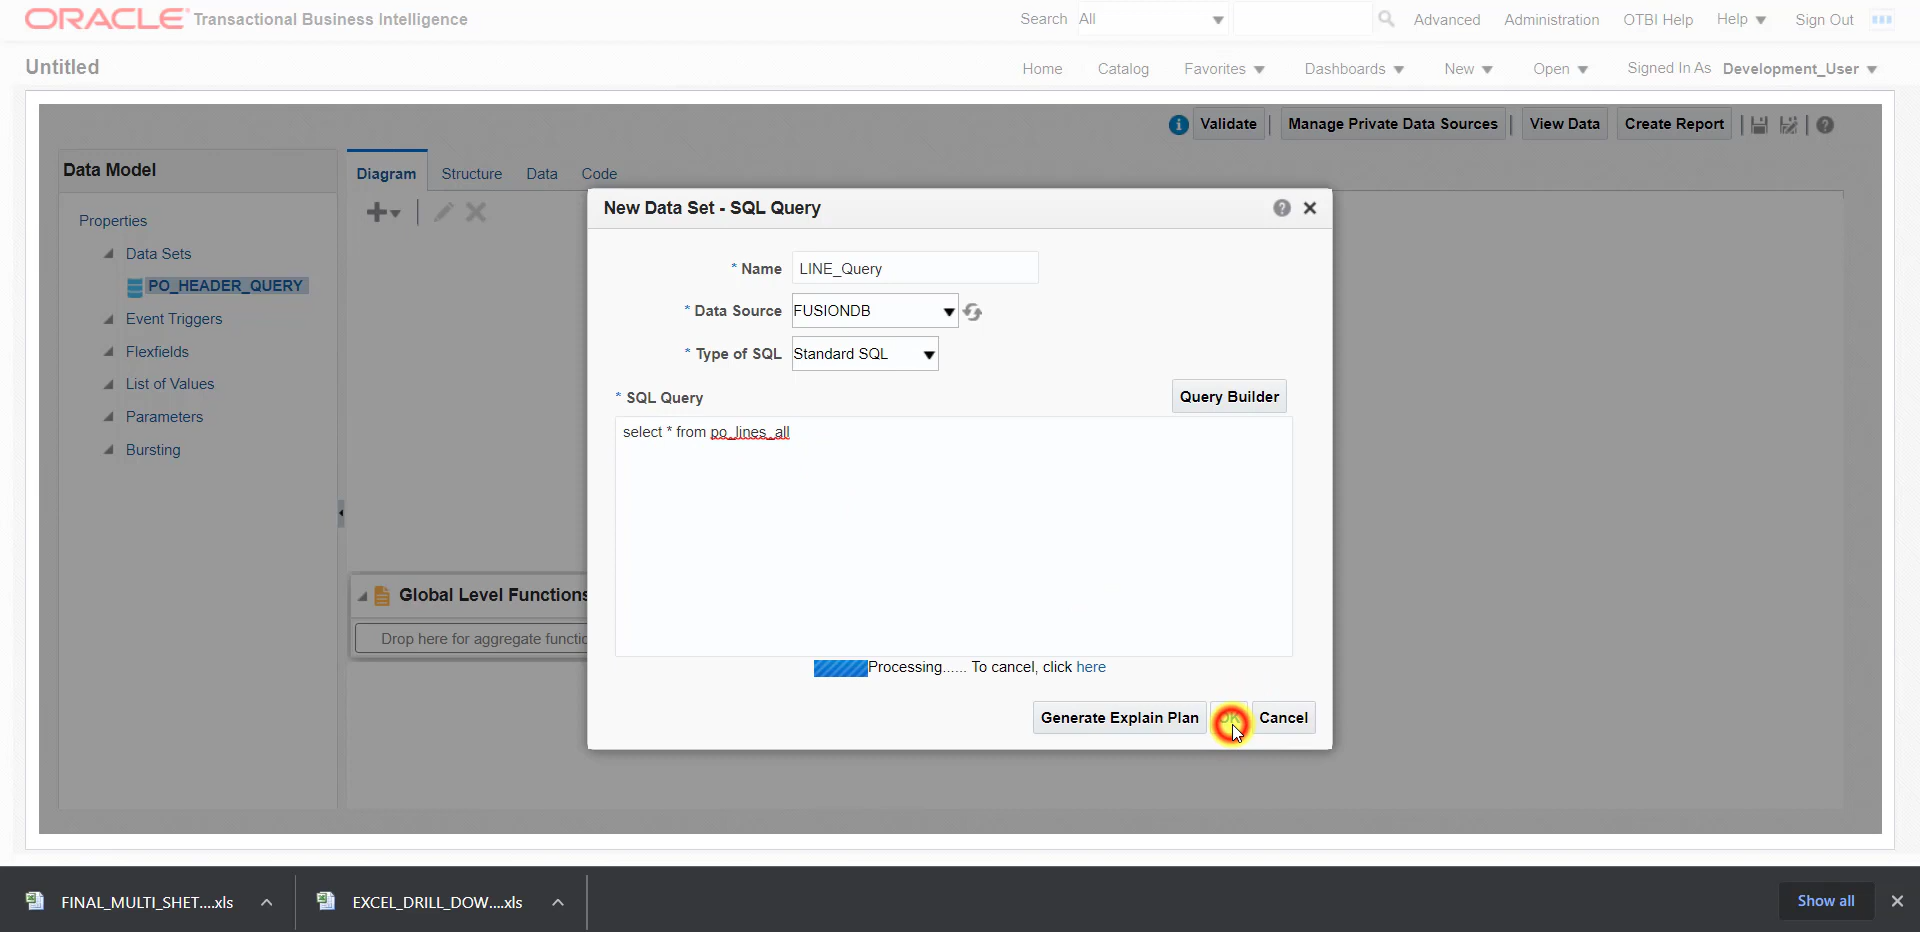 ORACLE Transactional Business Intelligence
Search All Advanced Administration OTBI Help Help Sign Out
Untitled
Home Catalog Favorites Dashboards New Open Signed In As Development_User
Validate Manage Private Data Sources View Data Create Report
Data Model
Diagram Structure Data Code
Properties
Data Sets
PO_HEADER_QUERY
Event Triggers
Flexfields
List of Values
Parameters
Bursting
Global Level Functions
Drop here for aggregate functio
New Data Set - SQL Query
* Name LINE_Query
* Data Source FUSIONDB
* Type of SQL Standard SQL
* SQL Query Query Builder
select * from po_lines_all
Processing...... To cancel, click here
Generate Explain Plan OK Cancel
FINAL_MULTI_SHET....xls EXCEL_DRILL_DOW....xls Show all